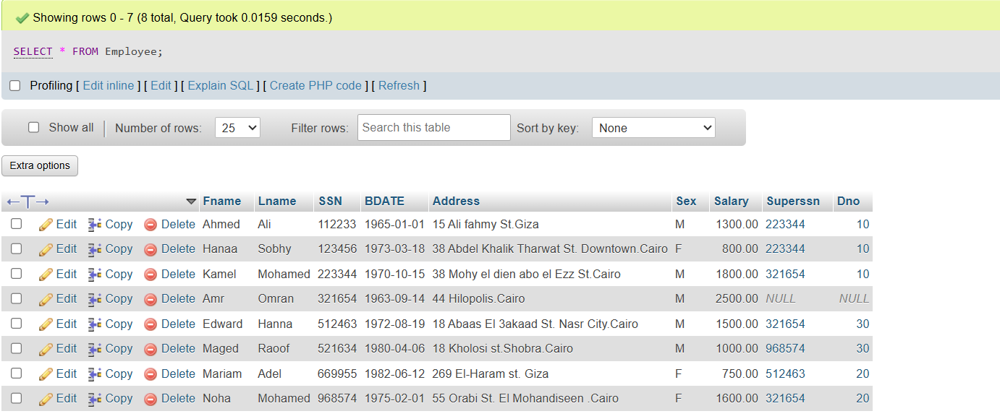 Showing rows 0 - 7 (8 total, Query took 0.0159 seconds.)
SELECT * FROM Employee;
Profiling [ Edit inline ] [ Edit ] [ Explain SQL ] [ Create PHP code ] [ Refresh ]
Show all Number of rows: 25 Filter rows: Search this table Sort by key: None
Extra options
←T→ Fname Lname SSN BDATE Address Sex Salary Superssn Dno
Edit Copy Delete Ahmed Ali 112233 1965-01-01 15 Ali fahmy St.Giza M 1300.00 223344 10
Edit Copy Delete Hanaa Sobhy 123456 1973-03-18 38 Abdel Khalik Tharwat St. Downtown.Cairo F 800.00 223344 10
Edit Copy Delete Kamel Mohamed 223344 1970-10-15 38 Mohy el dien abo el Ezz St.Cairo M 1800.00 321654 10
Edit Copy Delete Amr Omran 321654 1963-09-14 44 Hilopolis.Cairo M 2500.00 NULL NULL
Edit Copy Delete Edward Hanna 512463 1972-08-19 18 Abaas El 3akaad St. Nasr City.Cairo M 1500.00 321654 30
Edit Copy Delete Maged Raoof 521634 1980-04-06 18 Kholosi st.Shobra.Cairo M 1000.00 968574 30
Edit Copy Delete Mariam Adel 669955 1982-06-12 269 El-Haram st. Giza F 750.00 512463 20
Edit Copy Delete Noha Mohamed 968574 1975-02-01 55 Orabi St. El Mohandiseen .Cairo F 1600.00 321654 20